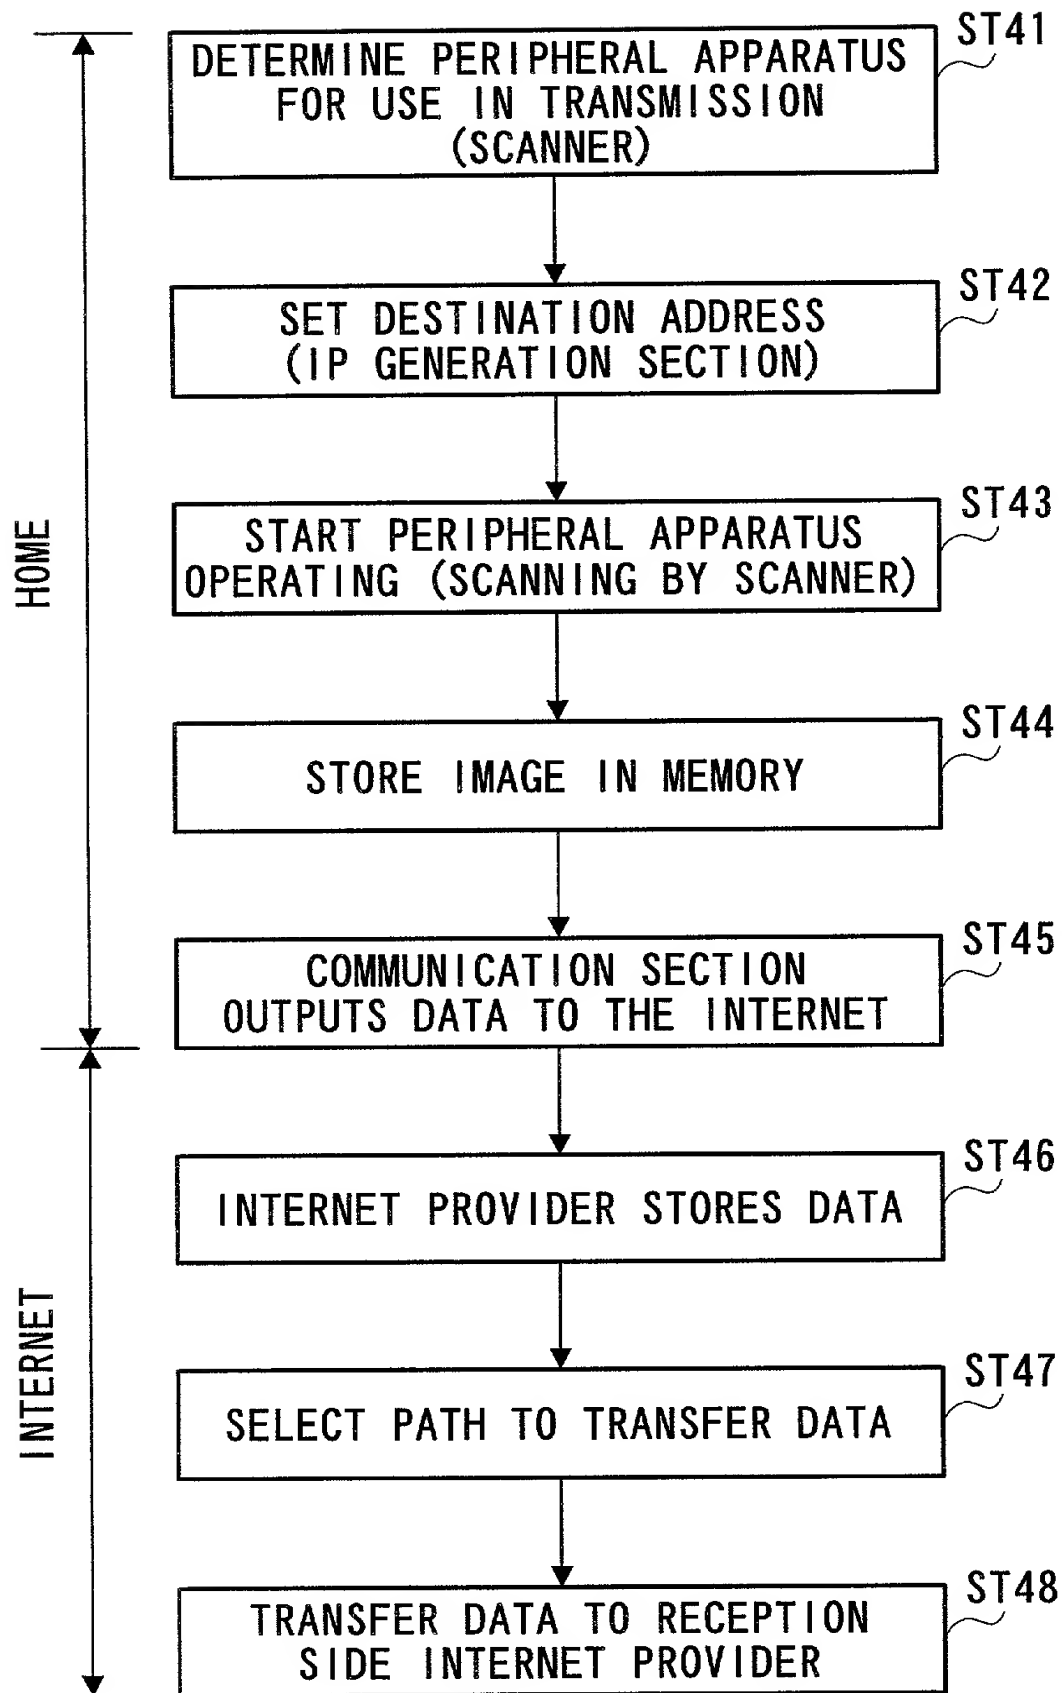 ST41
DETERMINE PERIPHERAL APPARATUS
FOR USE IN TRANSMISSION
(SCANNER)
ST42
SET DESTINATION ADDRESS
(IP GENERATION SECTION)
ST43
START PERIPHERAL APPARATUS
OPERATING (SCANNING BY SCANNER)
HOME
ST44
STORE IMAGE IN MEMORY
ST45
COMMUNICATION SECTION
OUTPUTS DATA TO THE INTERNET
ST46
INTERNET PROVIDER STORES DATA
INTERNET
ST47
SELECT PATH TO TRANSFER DATA
ST48
TRANSFER DATA TO RECEPTION
SIDE INTERNET PROVIDER